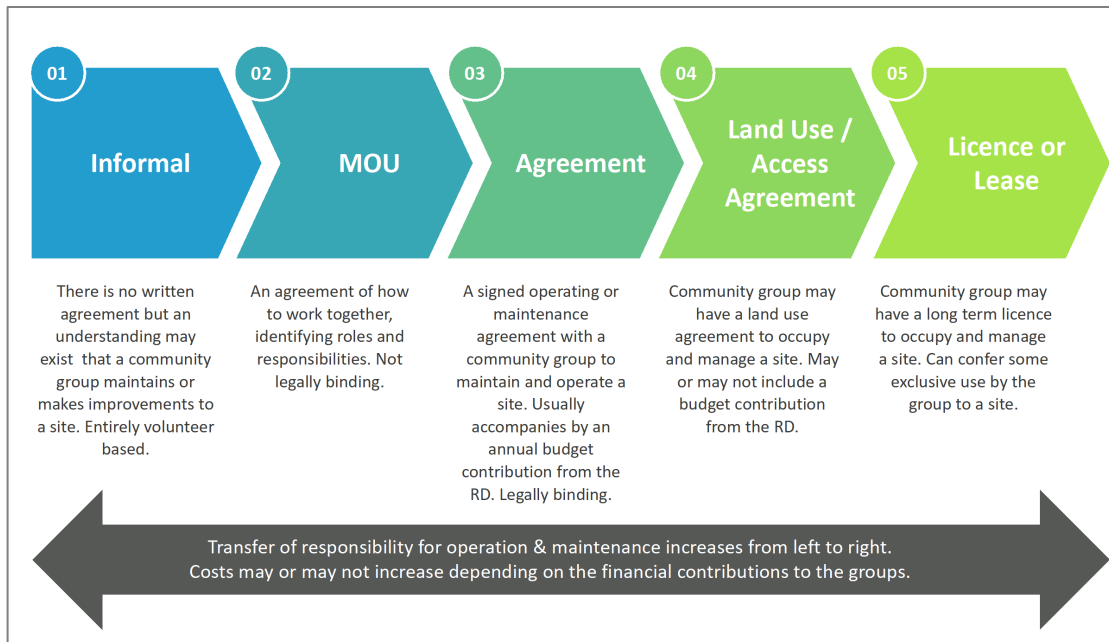 01
Informal
There is no written
agreement but an
understanding may
exist that a community
group maintains or
makes improvements to
a site. Entirely volunteer
based.
02
MOU
An agreement of how
to work together,
identifying roles and
responsibilities. Not
legally binding.
03
Agreement
A signed operating or
maintenance
agreement with a
community group to
maintain and operate a
site. Usually
accompanies by an
annual budget
contribution from the
RD. Legally binding.
04
Land Use /
Access
Agreement
Community group may
have a land use
agreement to occupy
and manage a site. May
or may not include a
budget contribution
from the RD.
05
Licence or
Lease
Community group may
have a long term licence
to occupy and manage
a site. Can confer some
exclusive use by the
group to a site.
Transfer of responsibility for operation & maintenance increases from left to right.
Costs may or may not increase depending on the financial contributions to the groups.